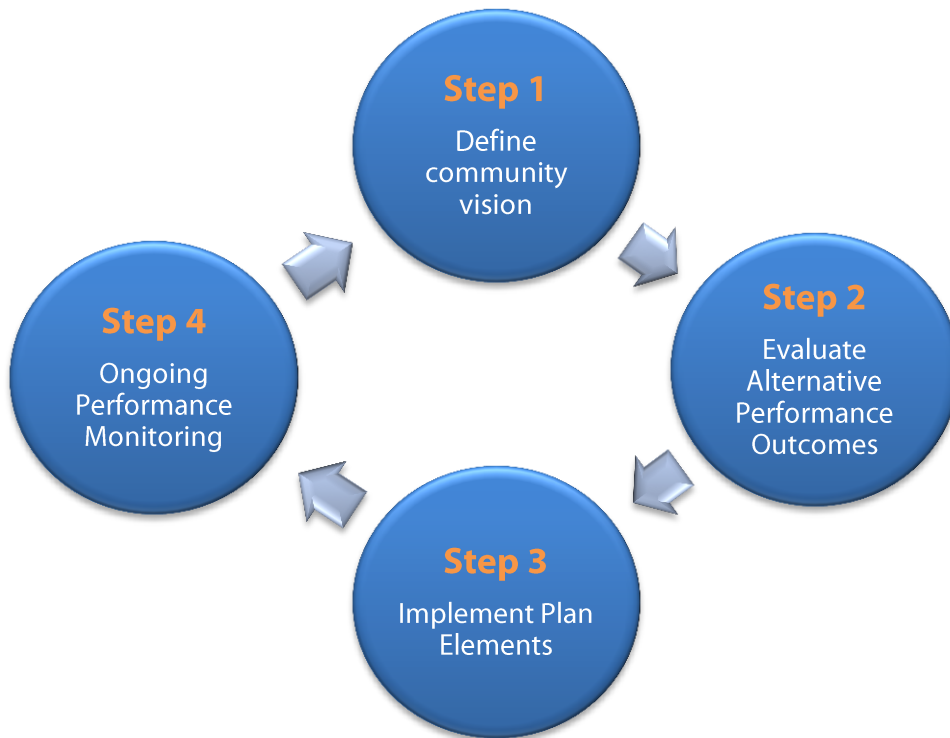 Step 1
Define
community
vision
Step 2
Evaluate
Alternative
Performance
Outcomes
Step 3
Implement Plan
Elements
Step 4
Ongoing
Performance
Monitoring